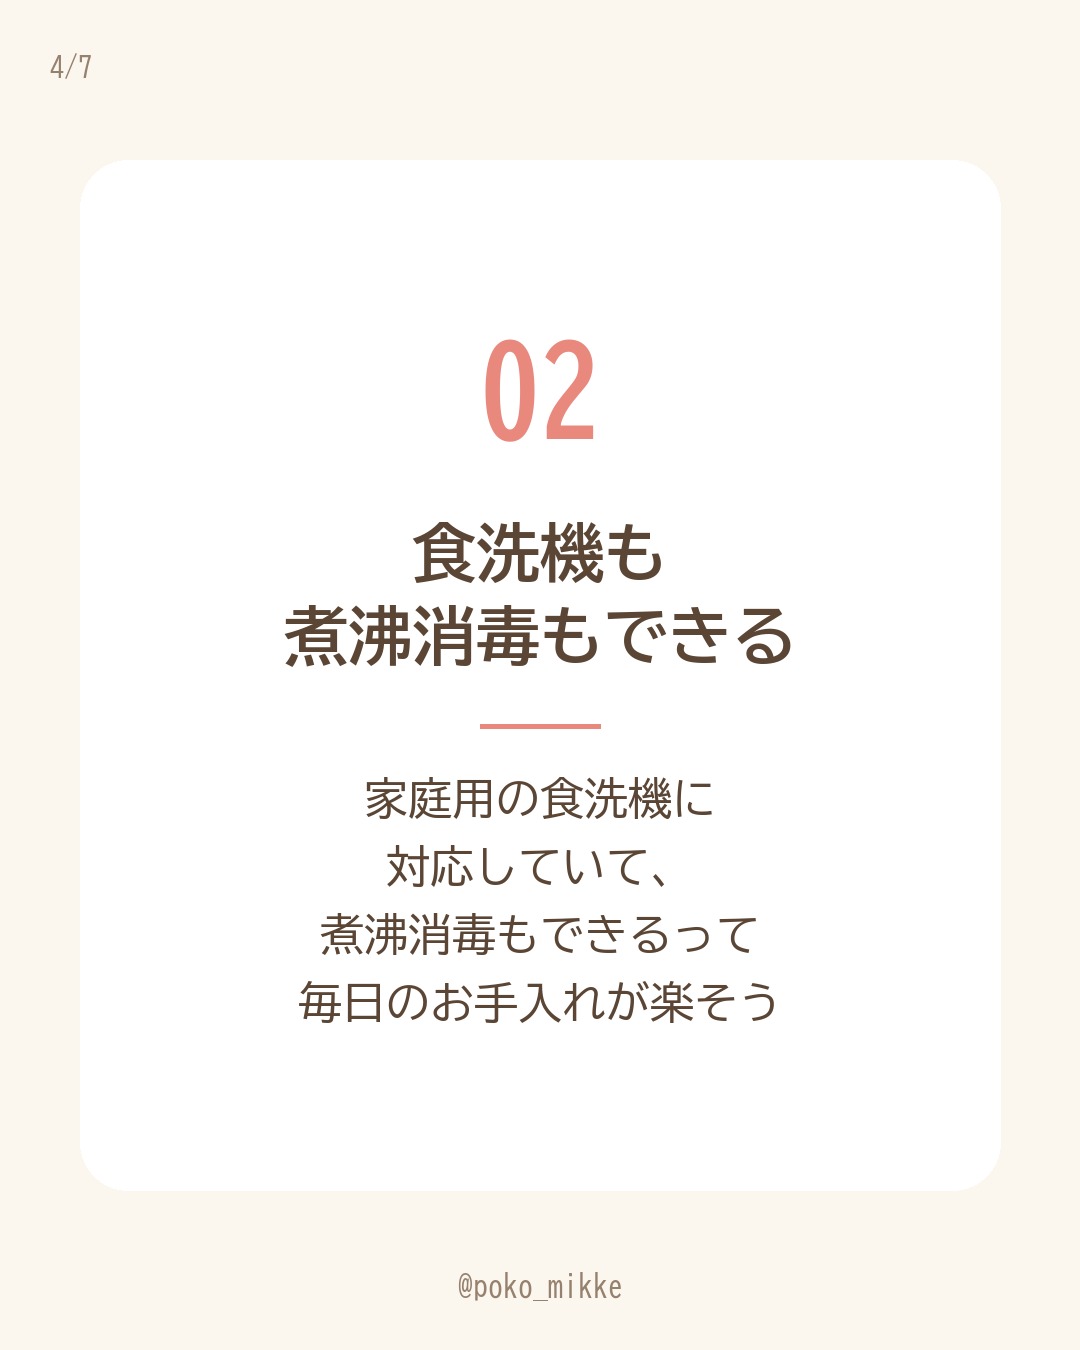 4/7
02
食洗機も
煮沸消毒もできる
家庭用の食洗機に
対応していて、
煮沸消毒もできるって
毎日のお手入れが楽そう
@poko_mikke